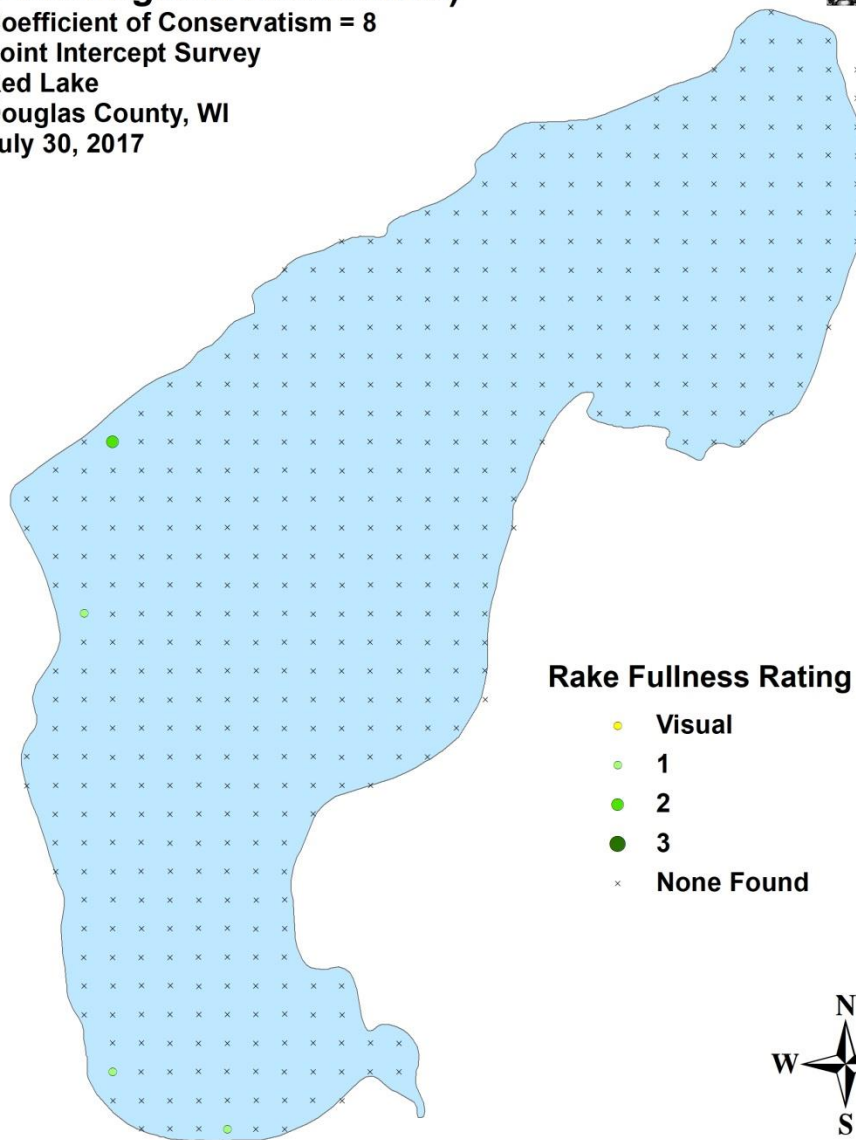 oefficient of Conservatism = 8
oint Intercept Survey
ed Lake
ouglas County, WI
uly 30, 2017
Rake Fullness Rating
Visual
1
2
3
None Found
N
W
S